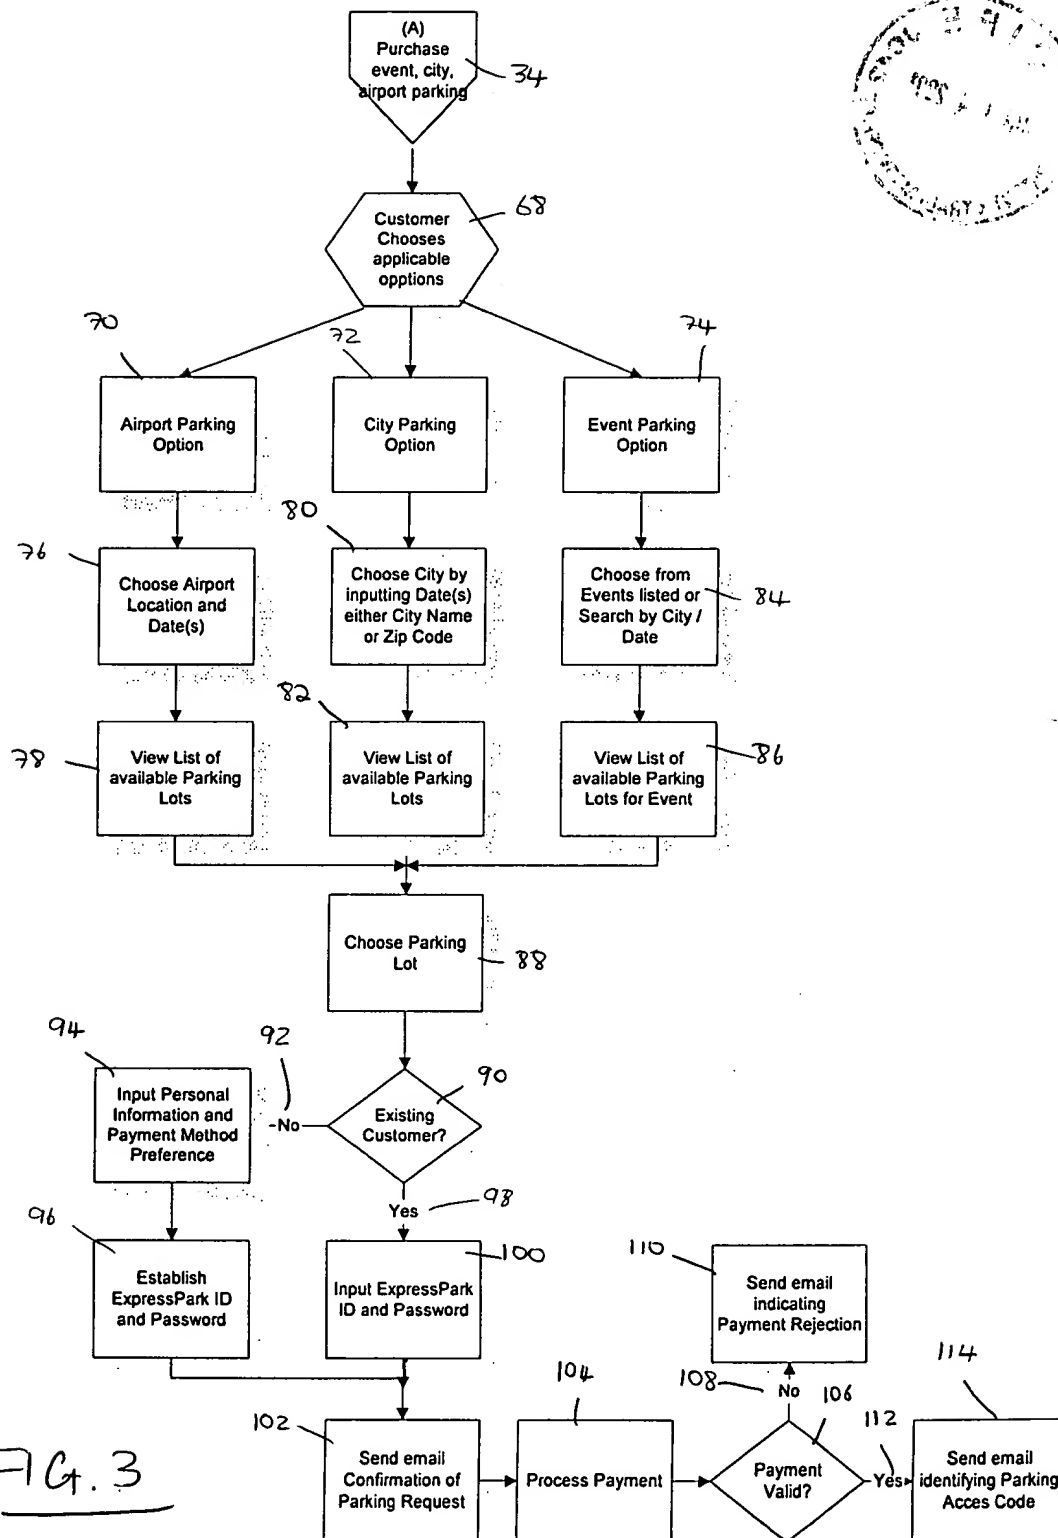 (A)
Purchase
event, city,
airport parking
34
Customer
Chooses
applicable
opptions
68
70
72
74
Airport Parking
Option
City Parking
Option
Event Parking
Option
76
80
84
Choose Airport
Location and
Date(s)
Choose City by
inputting Date(s)
either City Name
or Zip Code
Choose from
Events listed or
Search by City /
Date
78
82
86
View List of
available Parking
Lots
View List of
available Parking
Lots
View List of
available Parking
Lots for Event
Choose Parking
Lot
88
94
92
90
Input Personal
Information and
Payment Method
Preference
-No
Existing
Customer?
Yes
98
96
100
Establish
ExpressPark ID
and Password
Input ExpressPark
ID and Password
110
Send email
indicating
Payment Rejection
108
No
106
104
112
114
102
Send email
Confirmation of
Parking Request
Process Payment
Payment
Valid?
Yes
Send email
identifying Parking
Acces Code
FIG. 3